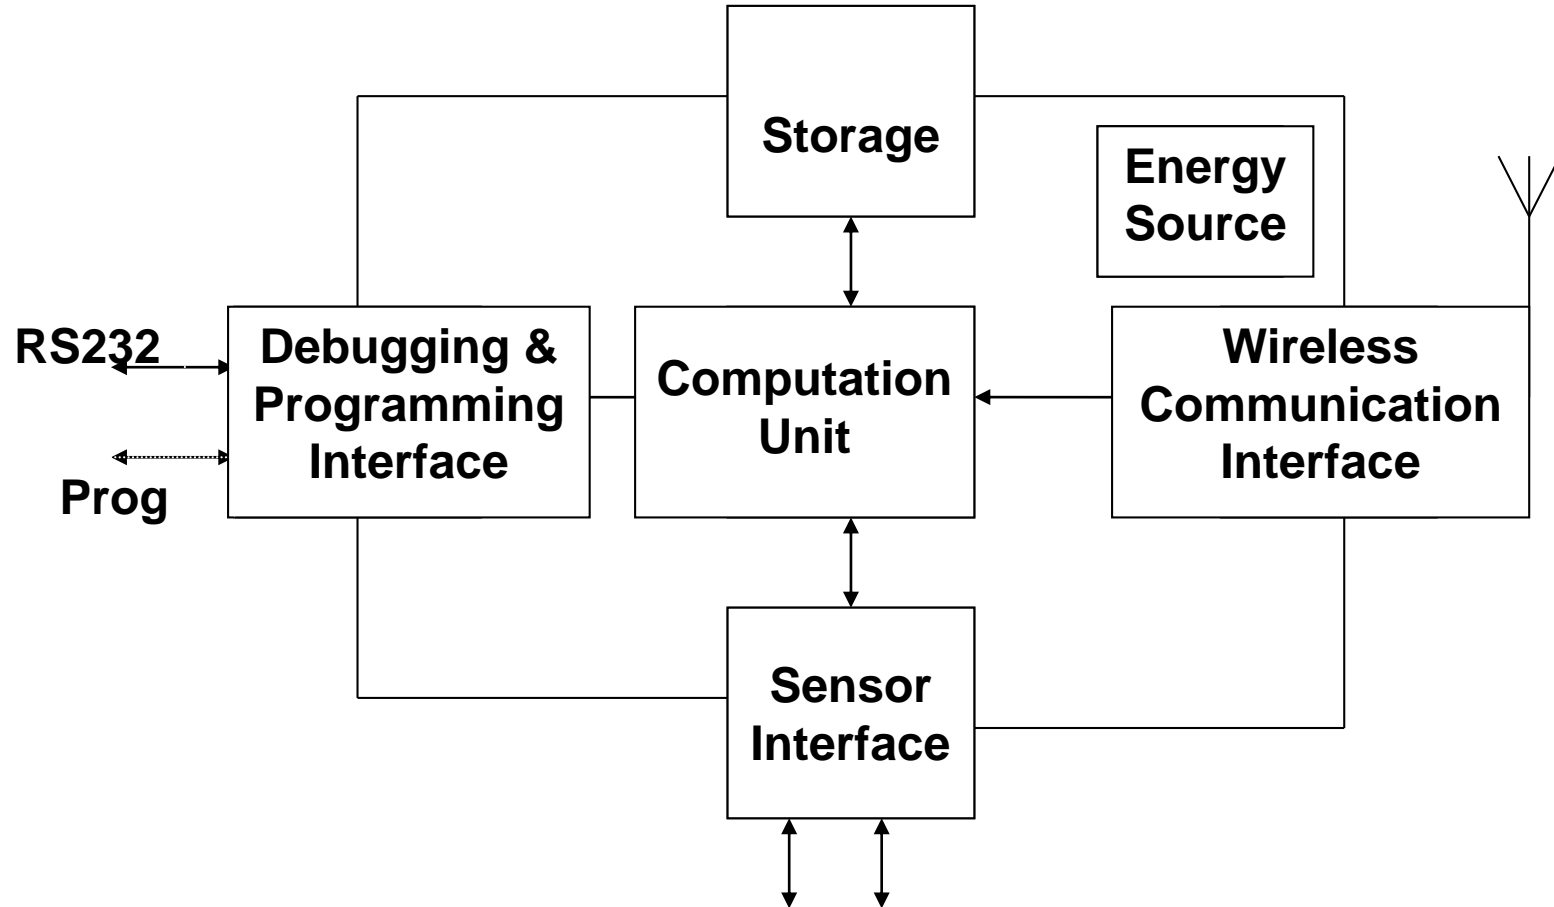 Storage
Energy
Source
RS232
Prog
Debugging &
Programming
Interface
Computation
Unit
Wireless
Communication
Interface
Sensor
Interface